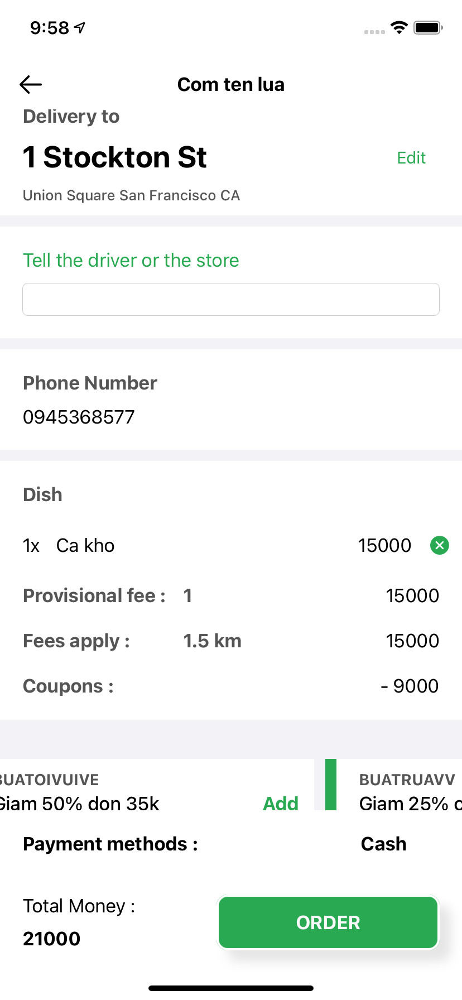 9:58
Com ten lua
Delivery to
1 Stockton St
Edit
Union Square San Francisco CA
Tell the driver or the store
Phone Number
0945368577
Dish
1x Ca kho 15000
Provisional fee : 1 15000
Fees apply : 1.5 km 15000
Coupons : - 9000
BUATOIVUIVE
Giam 50% don 35k
Add
BUATRUAVV
Giam 25%
Payment methods : Cash
Total Money :
21000
ORDER